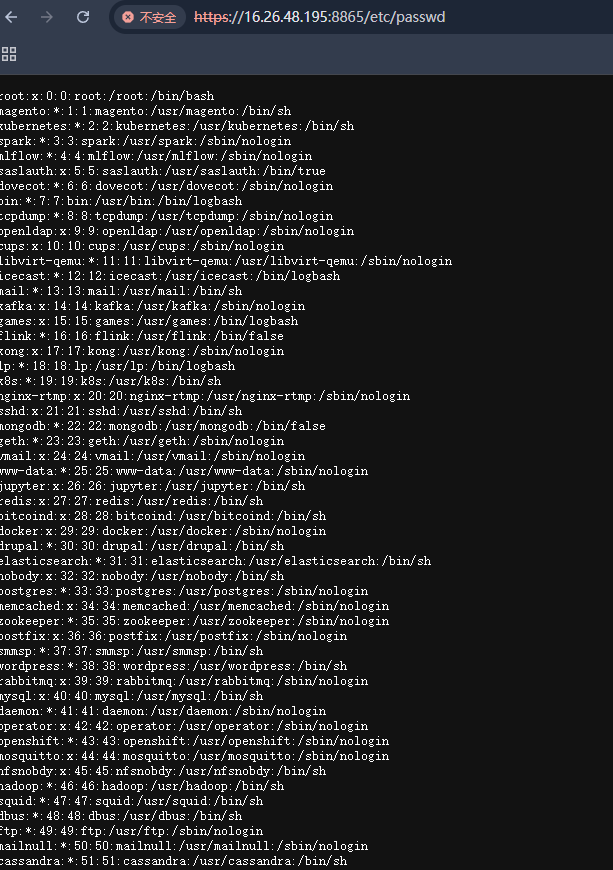 不安全 https://16.26.48.195:8865/etc/passwd
root:x:0:0:root:/root:/bin/bash
magento:*:1:1:magento:/usr/magento:/bin/sh
kubernetes:*:2:2:kubernetes:/usr/kubernetes:/bin/sh
spark:*:3:3:spark:/usr/spark:/sbin/nologin
mlflow:*:4:4:mlflow:/usr/mlflow:/sbin/nologin
saslauth:x:5:5:saslauth:/usr/saslauth:/bin/true
dovecot:*:6:6:dovecot:/usr/dovecot:/sbin/nologin
bin:*:7:7:bin:/usr/bin:/bin/logbash
tcpdump:*:8:8:tcpdump:/usr/tcpdump:/sbin/nologin
openldap:x:9:9:openldap:/usr/openldap:/sbin/nologin
cups:x:10:10:cups:/usr/cups:/sbin/nologin
libvirt-qemu:*:11:11:libvirt-qemu:/usr/libvirt-qemu:/sbin/nologin
icecast:*:12:12:icecast:/usr/icecast:/bin/logbash
mail:*:13:13:mail:/usr/mail:/bin/sh
kafka:x:14:14:kafka:/usr/kafka:/sbin/nologin
games:x:15:15:games:/usr/games:/bin/logbash
flink:*:16:16:flink:/usr/flink:/bin/false
kong:x:17:17:kong:/usr/kong:/sbin/nologin
lp:*:18:18:lp:/usr/lp:/bin/logbash
k8s:*:19:19:k8s:/usr/k8s:/bin/sh
nginx-rtmp:x:20:20:nginx-rtmp:/usr/nginx-rtmp:/sbin/nologin
sshd:x:21:21:sshd:/usr/sshd:/bin/sh
mongodb:*:22:22:mongodb:/usr/mongodb:/bin/false
geth:*:23:23:geth:/usr/geth:/sbin/nologin
vmail:x:24:24:vmail:/usr/vmail:/sbin/nologin
www-data:*:25:25:www-data:/usr/www-data:/sbin/nologin
jupyter:x:26:26:jupyter:/usr/jupyter:/bin/sh
redis:x:27:27:redis:/usr/redis:/bin/sh
bitcoind:x:28:28:bitcoind:/usr/bitcoind:/bin/sh
docker:x:29:29:docker:/usr/docker:/sbin/nologin
drupal:*:30:30:drupal:/usr/drupal:/bin/sh
elasticsearch:*:31:31:elasticsearch:/usr/elasticsearch:/bin/sh
nobody:x:32:32:nobody:/usr/nobody:/bin/sh
postgres:*:33:33:postgres:/usr/postgres:/sbin/nologin
memcached:x:34:34:memcached:/usr/memcached:/sbin/nologin
zookeeper:*:35:35:zookeeper:/usr/zookeeper:/sbin/nologin
postfix:x:36:36:postfix:/usr/postfix:/sbin/nologin
smmsp:*:37:37:smmsp:/usr/smmsp:/bin/sh
wordpress:*:38:38:wordpress:/usr/wordpress:/bin/sh
rabbitmq:x:39:39:rabbitmq:/usr/rabbitmq:/sbin/nologin
mysql:x:40:40:mysql:/usr/mysql:/bin/sh
daemon:*:41:41:daemon:/usr/daemon:/sbin/nologin
operator:x:42:42:operator:/usr/operator:/sbin/nologin
openshift:*:43:43:openshift:/usr/openshift:/sbin/nologin
mosquitto:x:44:44:mosquitto:/usr/mosquitto:/sbin/nologin
nfsnobdy:x:45:45:nfsnobdy:/usr/nfsnobdy:/bin/sh
hadoop:*:46:46:hadoop:/usr/hadoop:/bin/sh
squid:*:47:47:squid:/usr/squid:/bin/sh
dbus:*:48:48:dbus:/usr/dbus:/bin/sh
ftp:*:49:49:ftp:/usr/ftp:/sbin/nologin
mailnull:*:50:50:mailnull:/usr/mailnull:/sbin/nologin
cassandra:*:51:51:cassandra:/usr/cassandra:/bin/sh